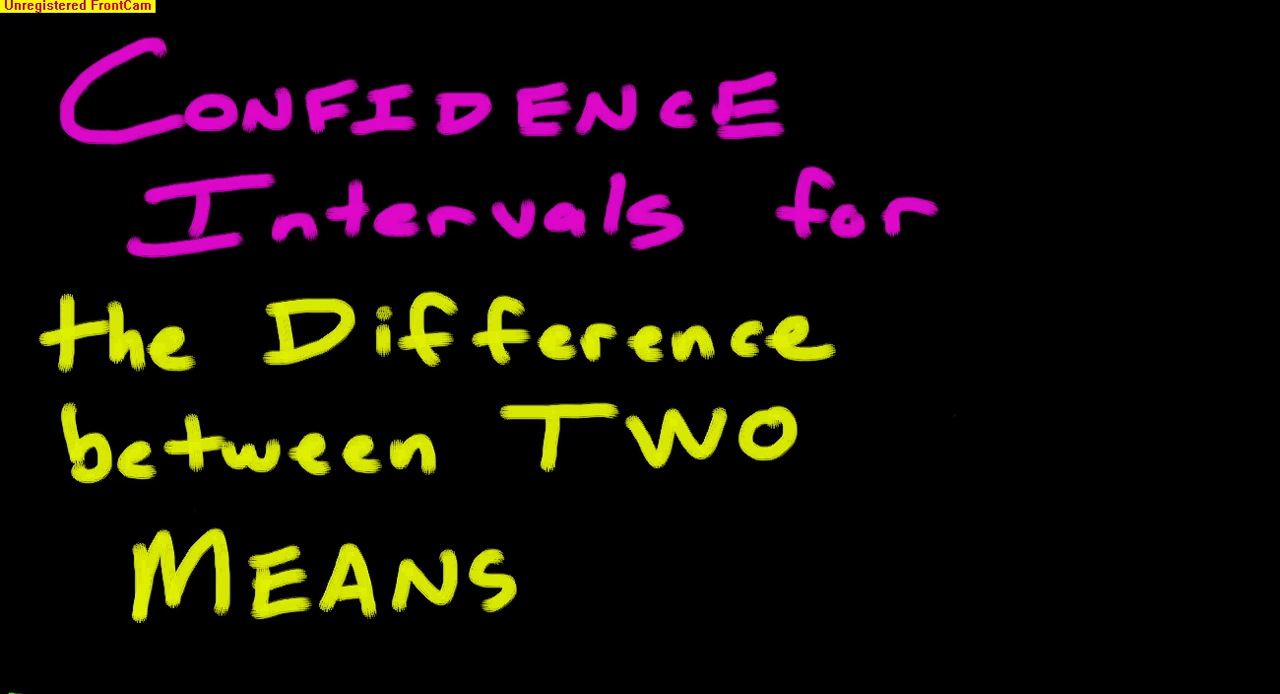 Unregistered FrontCam
CONFIDENCE
Intervals for
the Difference
between TWO
MEANS